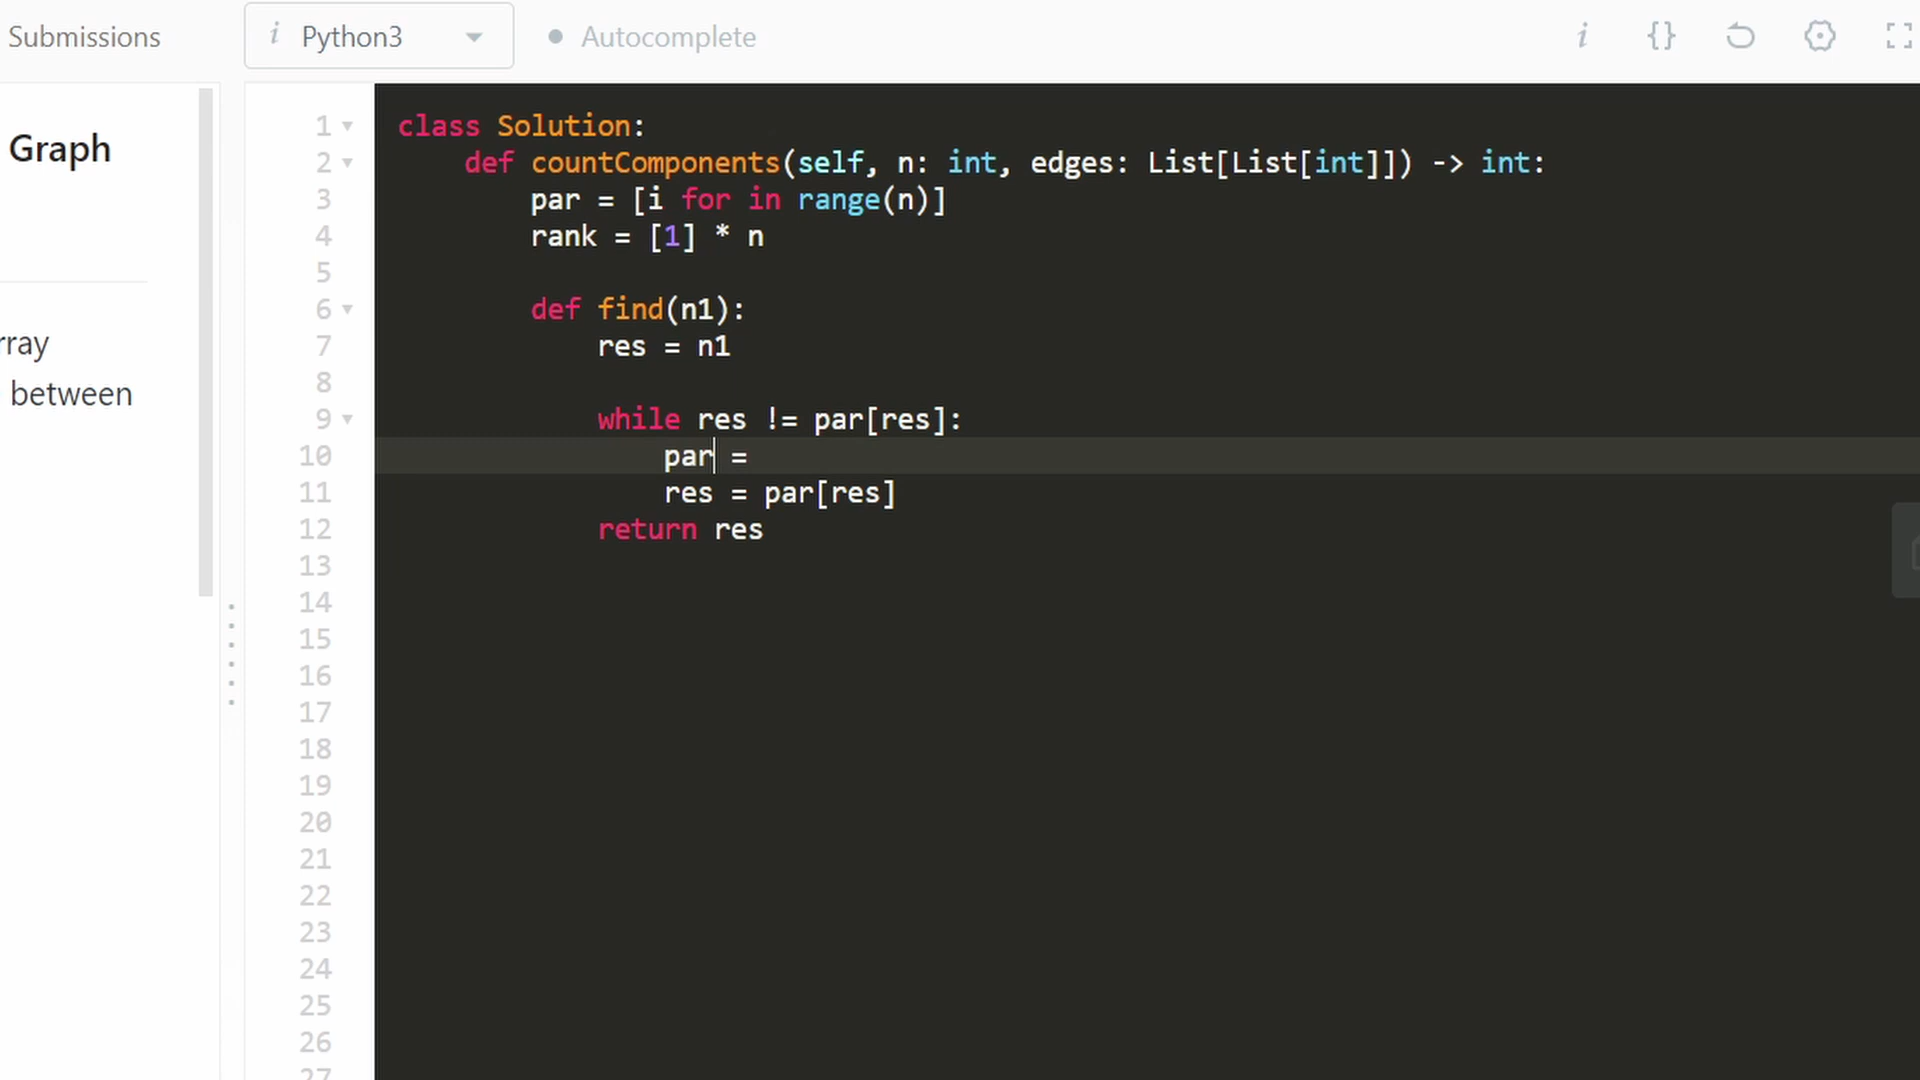 Submissions
i Python3
Autocomplete
i {}
Graph
rray
between
1 class Solution:
2 def countComponents(self, n: int, edges: List[List[int]]) -> int:
3 par = [i for in range(n)]
4 rank = [1] * n
5
6 def find(n1):
7 res = n1
8
9 while res != par[res]:
10 par =
11 res = par[res]
12 return res
13
14
15
16
17
18
19
20
21
22
23
24
25
26
27